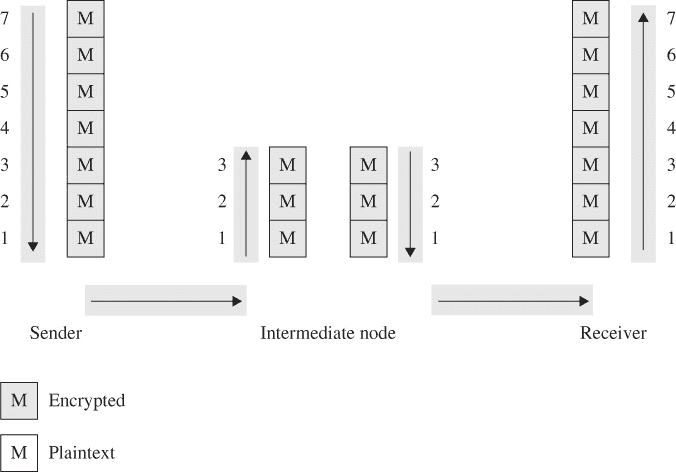 7 M M 7
6 M M 6
5 M M 5
4 M M 4
3 M 3 M M 3 M 3
2 M 2 M M 2 M 2
1 M 1 M M 1 M 1
Sender Intermediate node Receiver
M Encrypted
M Plaintext